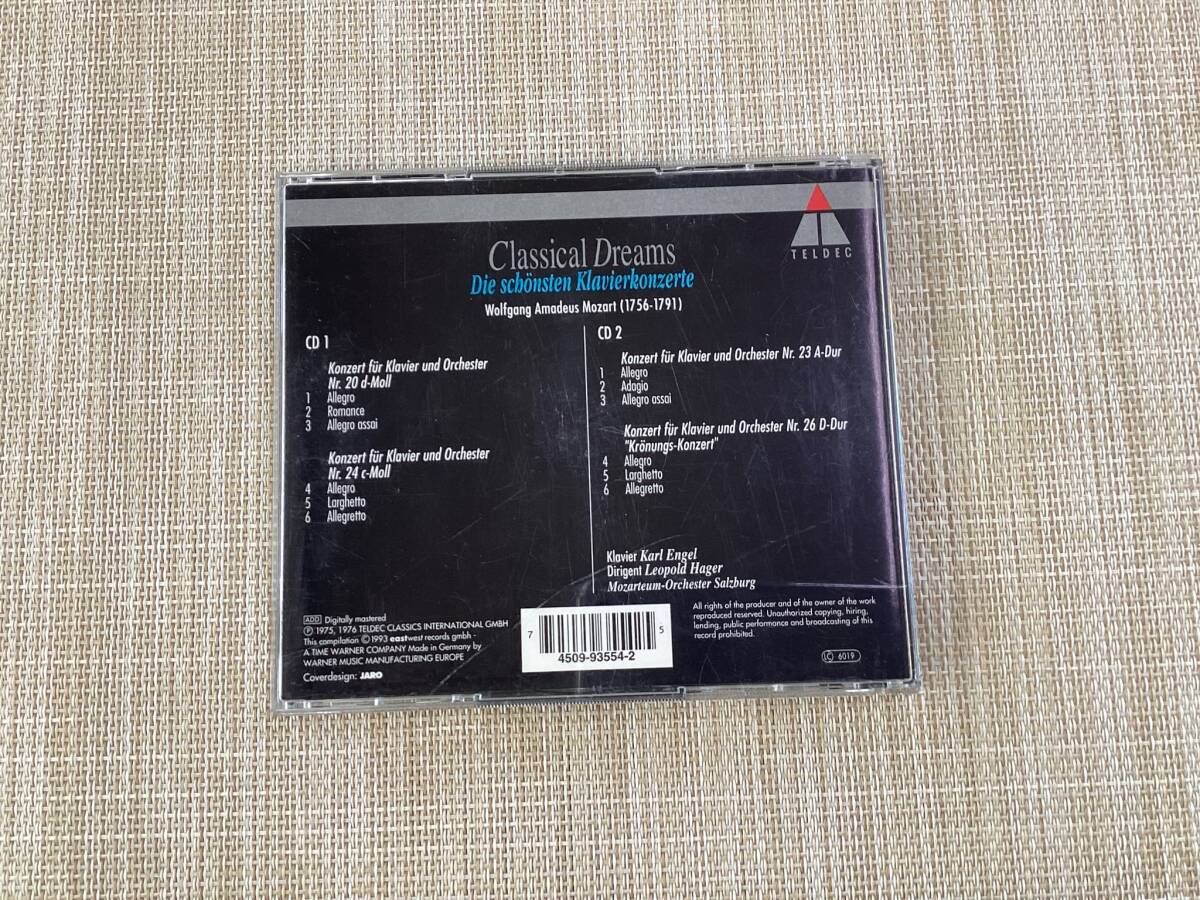 TELDEC
Classical Dreams
Die schönsten Klavierkonzerte
Wolfgang Amadeus Mozart (1756-1791)
CD 1
Konzert für Klavier und Orchester
Nr. 20 d-Moll
1 Allegro
2 Romance
3 Allegro assai
Konzert für Klavier und Orchester
Nr. 24 c-Moll
4 Allegro
5 Larghetto
6 Allegretto
CD 2
Konzert für Klavier und Orchester Nr. 23 A-Dur
1 Allegro
2 Adagio
3 Allegro assai
Konzert für Klavier und Orchester Nr. 26 D-Dur
"Krönungs-Konzert"
4 Allegro
5 Larghetto
6 Allegretto
Klavier Karl Engel
Dirigent Leopold Hager
Mozarteum-Orchester Salzburg
ADD Digitally mastered
Ⓟ 1975, 1976 TELDEC CLASSICS INTERNATIONAL GMBH
This compilation © 1993 eastwest records gmbh -
A TIME WARNER COMPANY Made in Germany by
WARNER MUSIC MANUFACTURING EUROPE
Coverdesign: JARO
7 5
4509-93554-2
All rights of the producer and of the owner of the work
reproduced reserved. Unauthorized copying, hiring,
lending, public performance and broadcasting of this
record prohibited.
LC 6019